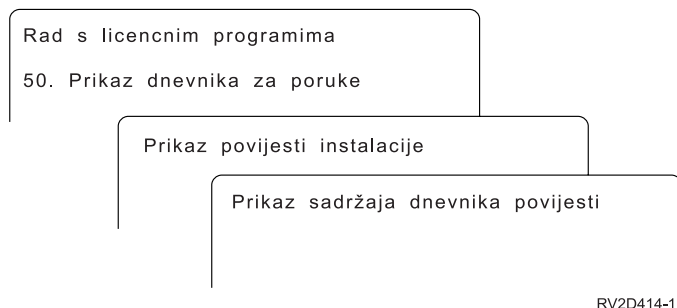 Rad s licencnim programima
50. Prikaz dnevnika za poruke
Prikaz povijesti instalacije
Prikaz sadržaja dnevnika povijesti
RV2D414-1